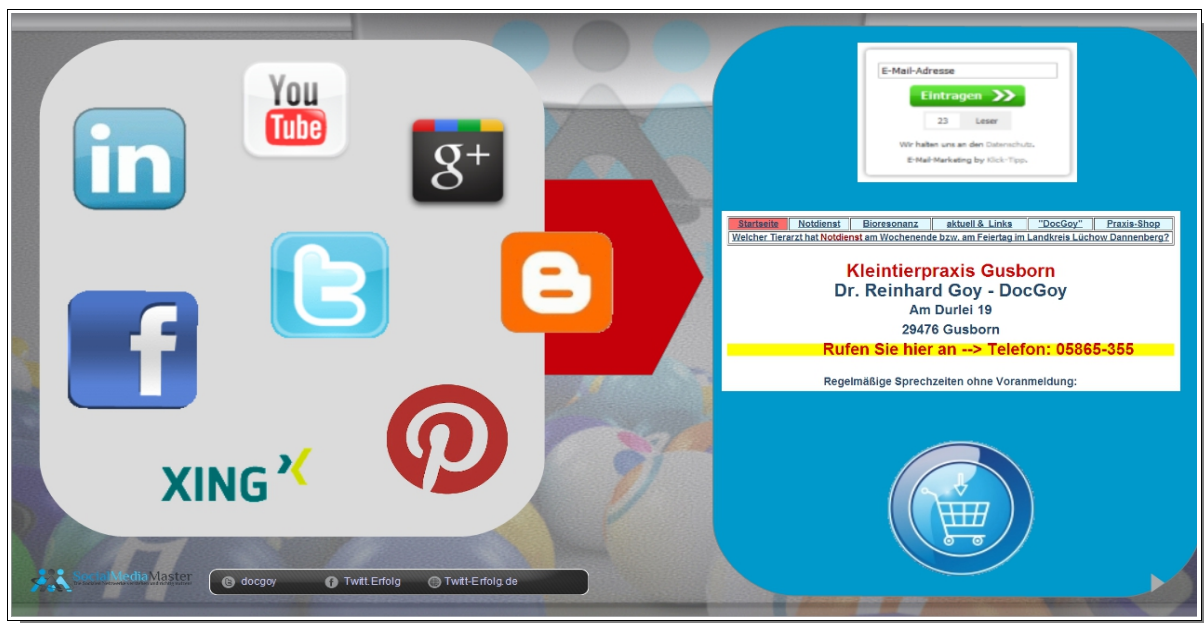 You
Tube
in
g+
XING
SocialMediaMaster
docgoy
Twitt.Erfolg
Twitt-Erfolg.de
E-Mail-Adresse
Eintragen
23 Leser
Wir halten uns an den Datenschutz.
E-Mail-Marketing by Klick-Tipp.
Startseite Notdienst Bioresonanz aktuell & Links "DocGoy" Praxis-Shop
Welcher Tierarzt hat Notdienst am Wochenende bzw. am Feiertag im Landkreis Lüchow Dannenberg?
Kleintierpraxis Gusborn
Dr. Reinhard Goy - DocGoy
Am Durlei 19
29476 Gusborn
Rufen Sie hier an --> Telefon: 05865-355
Regelmäßige Sprechzeiten ohne Voranmeldung: